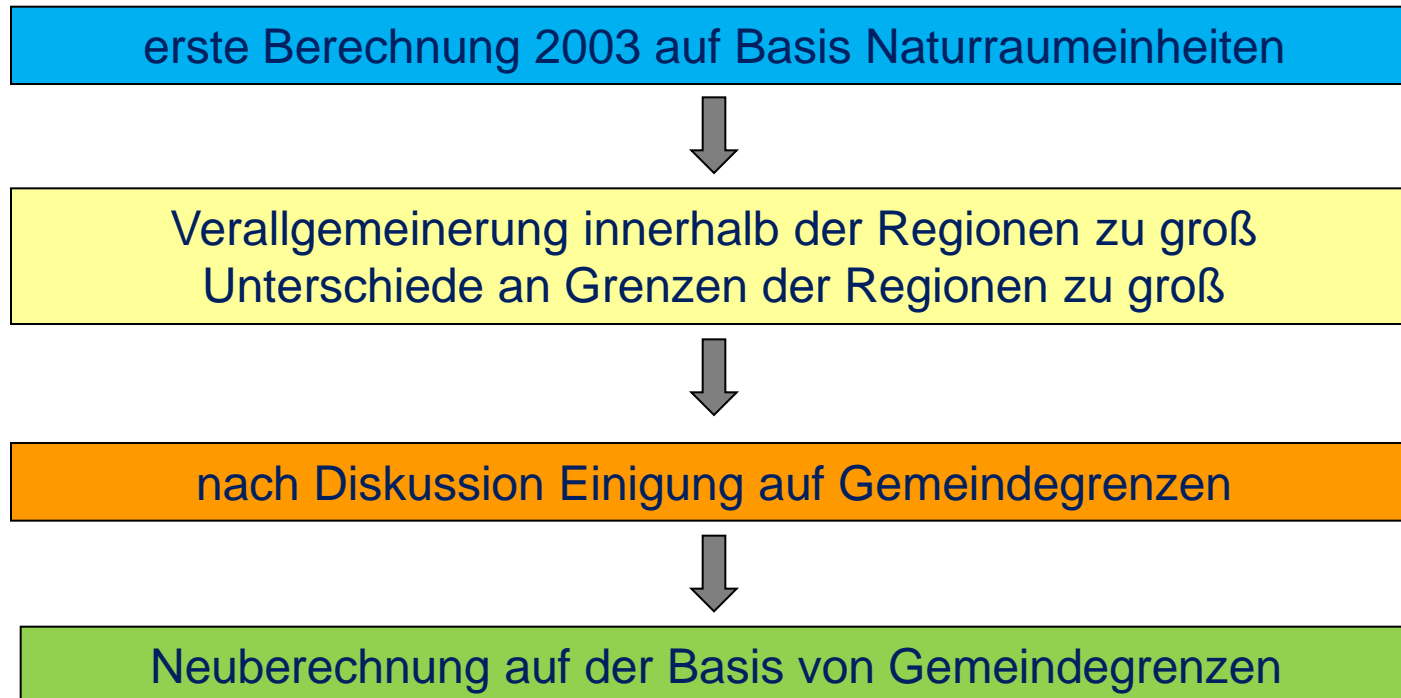 erste Berechnung 2003 auf Basis Naturraumeinheiten
Verallgemeinerung innerhalb der Regionen zu groß
Unterschiede an Grenzen der Regionen zu groß
nach Diskussion Einigung auf Gemeindegrenzen
Neuberechnung auf der Basis von Gemeindegrenzen